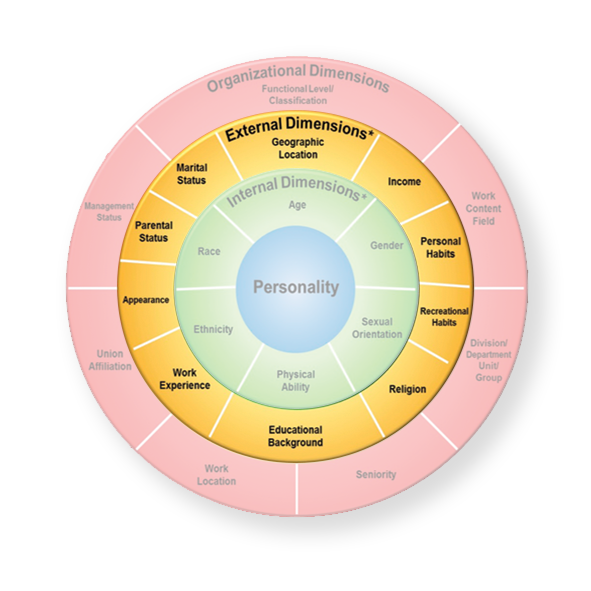 Organizational Dimensions
Functional Level/
Classification
External Dimensions*
Geographic
Location
Marital
Status
Income
Internal Dimensions*
Age
Management
Status
Work
Content
Field
Parental
Status
Race
Gender
Personal
Habits
Personality
Appearance
Recreational
Habits
Ethnicity
Sexual
Orientation
Union
Affiliation
Division/
Department
Unit/
Group
Work
Experience
Physical
Ability
Religion
Educational
Background
Work
Location
Seniority